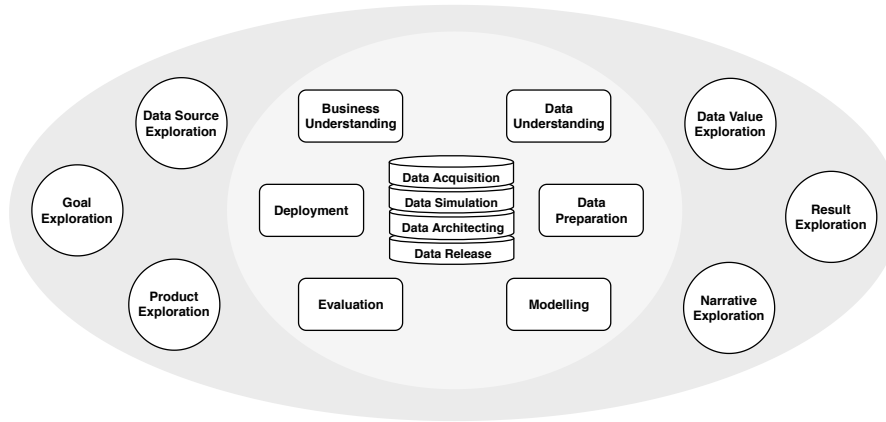 Data Source
Exploration
Goal
Exploration
Product
Exploration
Business
Understanding
Data
Understanding
Deployment
Data Acquisition
Data Simulation
Data Architecting
Data Release
Data
Preparation
Evaluation
Modelling
Data Value
Exploration
Result
Exploration
Narrative
Exploration